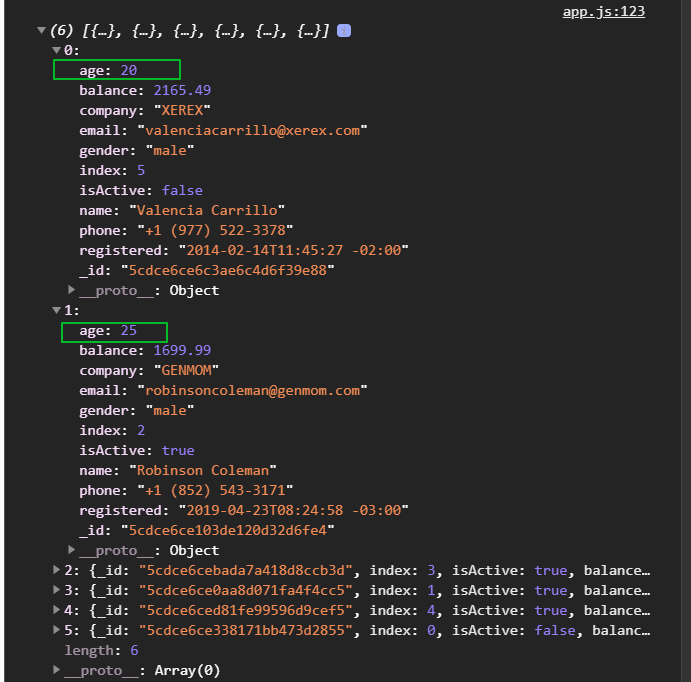 app.js:123
(6) [{…}, {…}, {…}, {…}, {…}, {…}] i
0:
age: 20
balance: 2165.49
company: "XEREX"
email: "valenciacarrillo@xerex.com"
gender: "male"
index: 5
isActive: false
name: "Valencia Carrillo"
phone: "+1 (977) 522-3378"
registered: "2014-02-14T11:45:27 -02:00"
_id: "5cdce6ce6c3ae6c4d6f39e88"
__proto__: Object
1:
age: 25
balance: 1699.99
company: "GENMOM"
email: "robinsoncoleman@genmom.com"
gender: "male"
index: 2
isActive: true
name: "Robinson Coleman"
phone: "+1 (852) 543-3171"
registered: "2019-04-23T08:24:58 -03:00"
_id: "5cdce6ce103de120d32d6fe4"
__proto__: Object
2: {_id: "5cdce6cebada7a418d8ccb3d", index: 3, isActive: true, balance…
3: {_id: "5cdce6ce0aa8d071fa4f4cc5", index: 1, isActive: true, balance…
4: {_id: "5cdce6ced81fe99596d9cef5", index: 4, isActive: true, balance…
5: {_id: "5cdce6ce338171bb473d2855", index: 0, isActive: false, balanc…
length: 6
__proto__: Array(0)